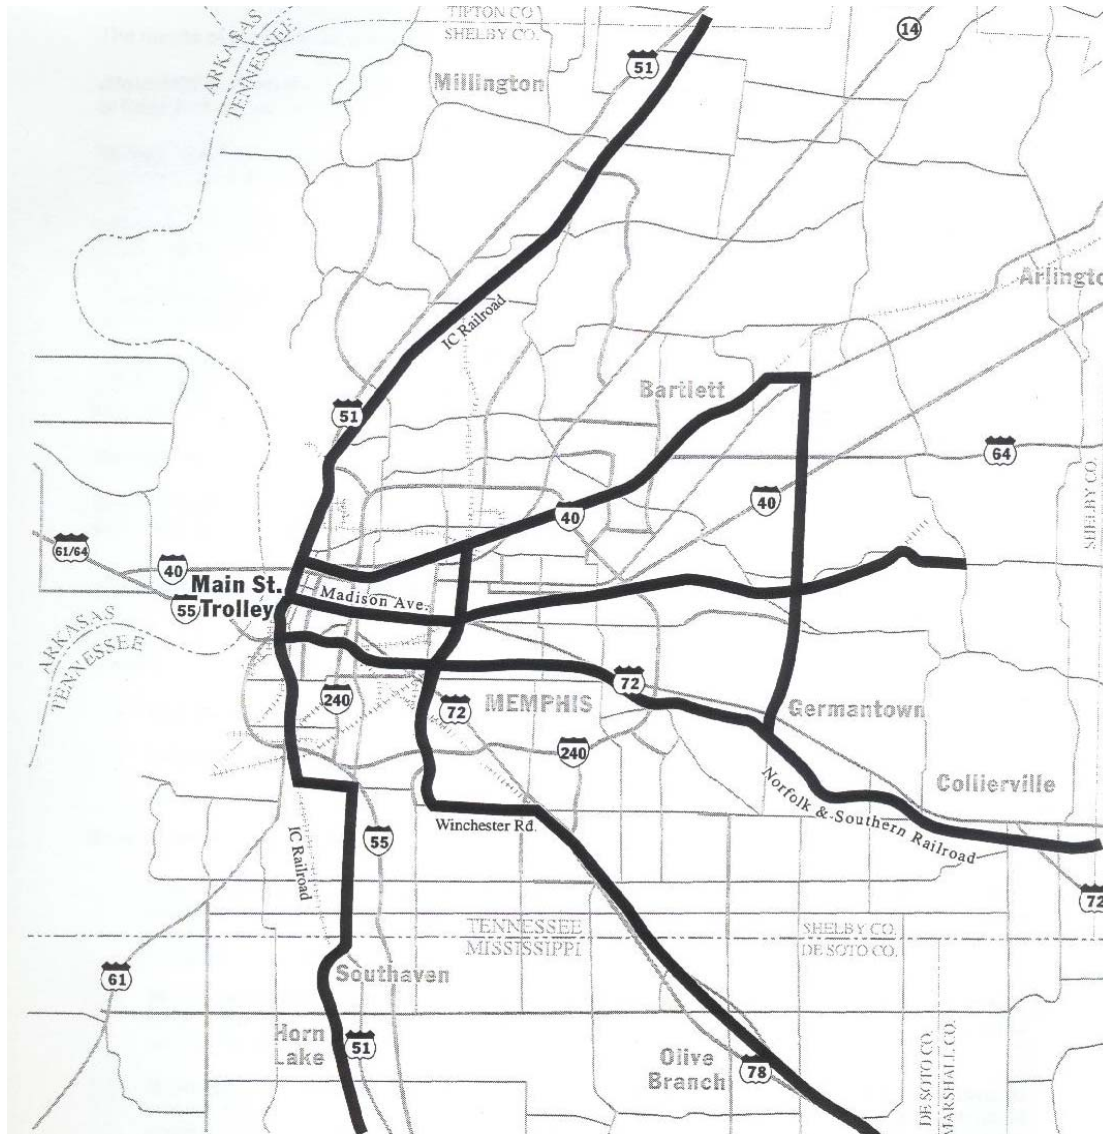 TIPTON CO
SHELBY CO.
14
ARKASAS
TENNESSEE
51
Millington
Arlingto
IC Railroad
Bartlett
51
64
40
40
SHELBY CO.
61/64
40
Main St.
Trolley
55
Madison Ave.
ARKASAS
TENNESSEE
72
240
72
MEMPHIS
Germantown
240
Collierville
Norfolk & Southern Railroad
Winchester Rd.
IC Railroad
55
72
TENNESSEE
MISSISSIPPI
SHELBY CO.
DE SOTO CO.
Southaven
61
Horn
Lake
51
Olive
Branch
78
DE SOTO CO.
MARSHALL CO.